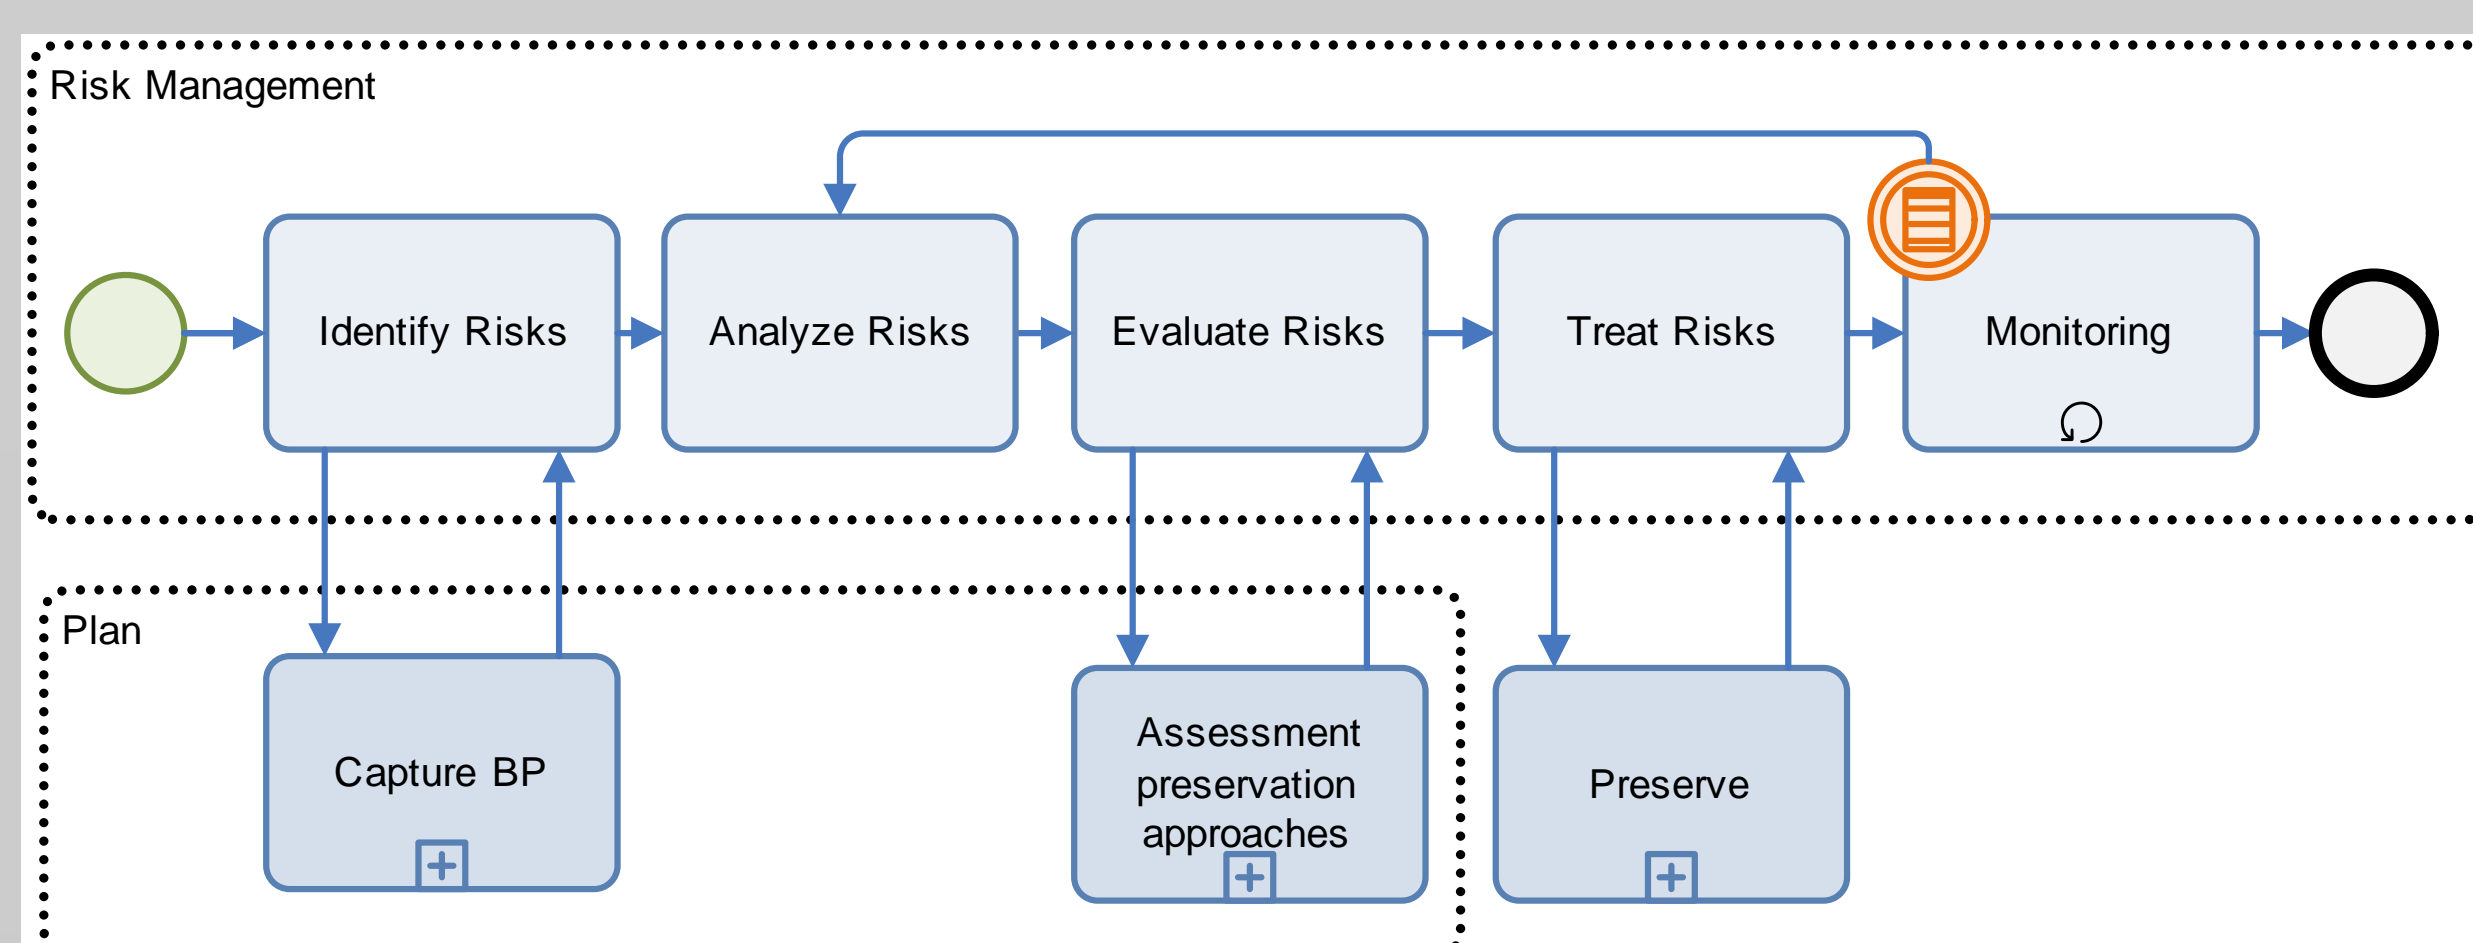 Risk Management
Identify Risks
Analyze Risks
Evaluate Risks
Treat Risks
Monitoring
Plan
Capture BP
Assessment
preservation
approaches
Preserve